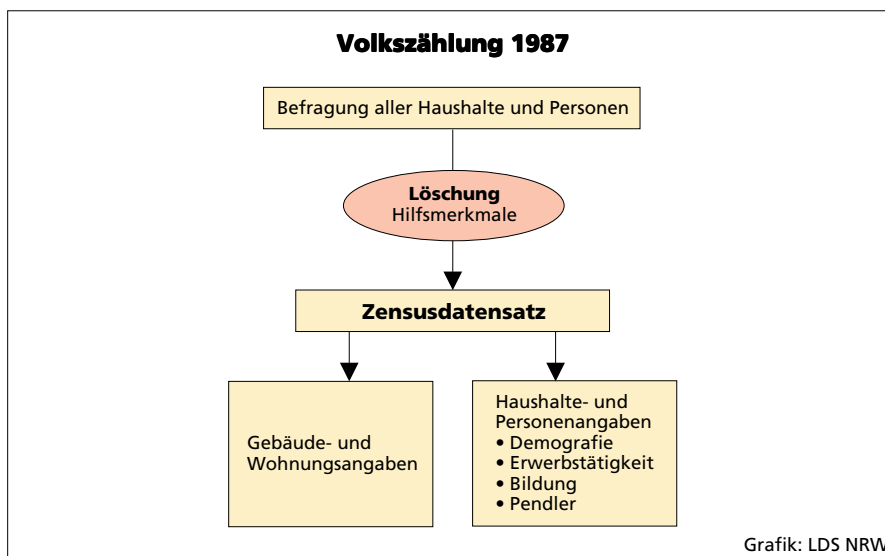 Volkszählung 1987
Befragung aller Haushalte und Personen
Löschung
Hilfsmerkmale
Zensusdatensatz
Gebäude- und
Wohnungsangaben
Haushalte- und
Personenangaben
• Demografie
• Erwerbstätigkeit
• Bildung
• Pendler
Grafik: LDS NRW